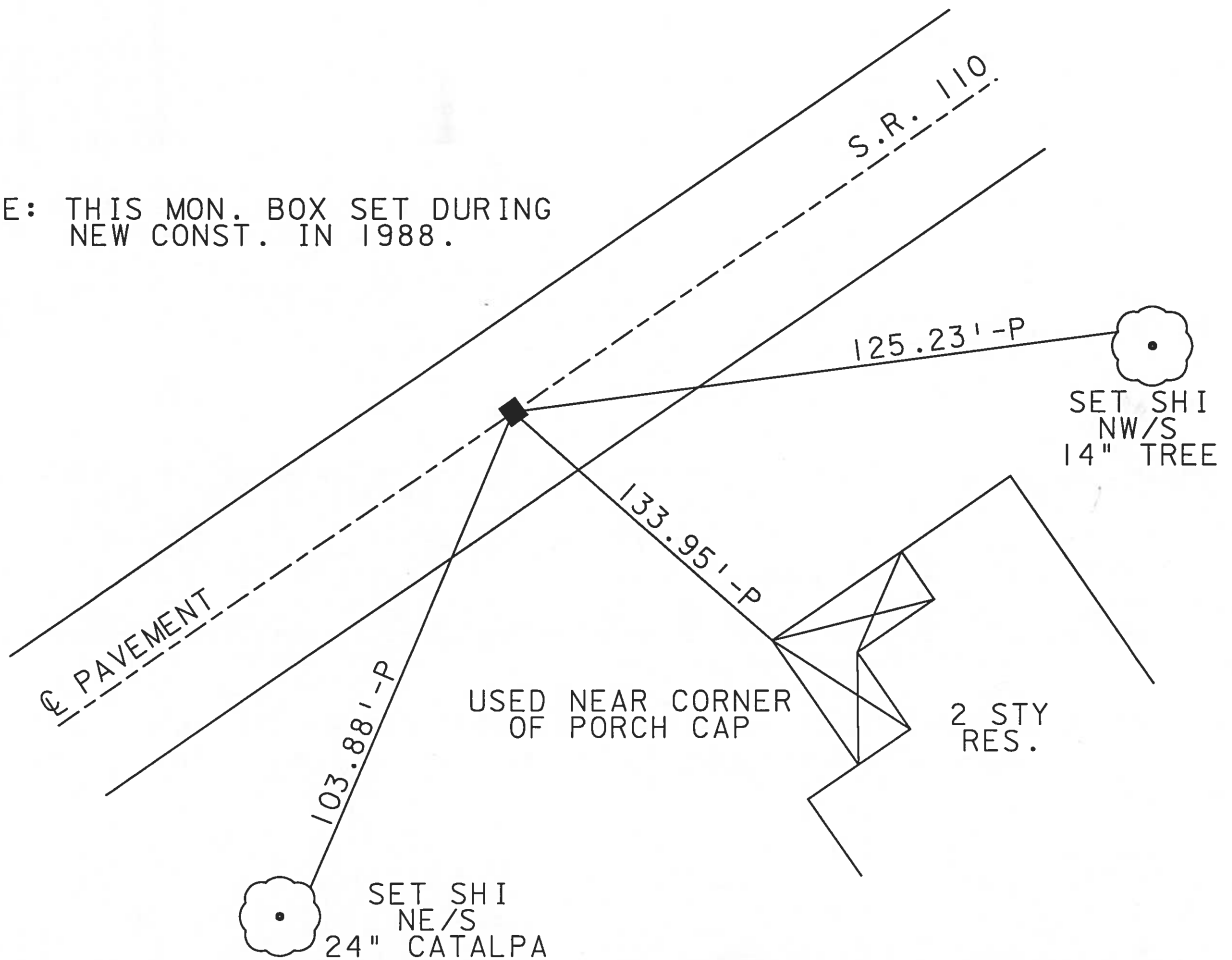 S.R. 110
E: THIS MON. BOX SET DURING
NEW CONST. IN 1988.
125.23'-P
SET SHI
NW/S
14" TREE
133.95'-P
℄ PAVEMENT
USED NEAR CORNER
OF PORCH CAP
2 STY
RES.
103.88'-P
SET SHI
NE/S
24" CATALPA